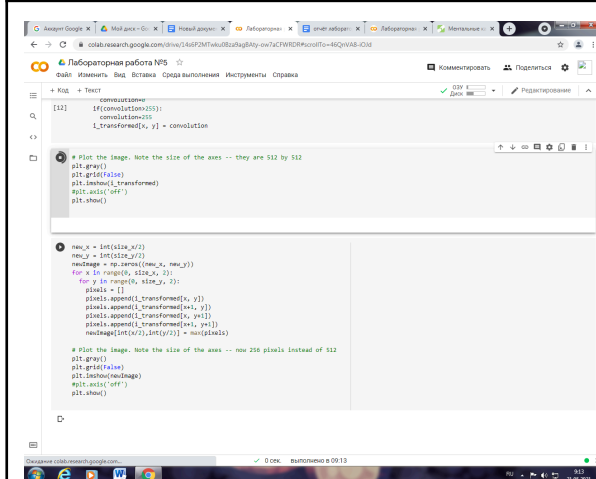 Аккаунт Google
Мой диск – Go
Новый докуме
Лабораторная
отчёт лаборат
Лабораторная
Ментальные к
colab.research.google.com/drive/14s6P2MTwku08za9ag8Aty-ow7aCFWRDR#scrollTo=46QnVA8-iOJd
Лабораторная работа №5
Комментировать
Поделиться
Файл Изменить Вид Вставка Среда выполнения Инструменты Справка
+ Код + Текст
ОЗУ
Диск
Редактирование
convolution=0
[12] if(convolution>255):
convolution=255
i_transformed[x, y] = convolution
# Plot the image. Note the size of the axes -- they are 512 by 512
plt.gray()
plt.grid(False)
plt.imshow(i_transformed)
#plt.axis('off')
plt.show()
new_x = int(size_x/2)
new_y = int(size_y/2)
newImage = np.zeros((new_x, new_y))
for x in range(0, size_x, 2):
for y in range(0, size_y, 2):
pixels = []
pixels.append(i_transformed[x, y])
pixels.append(i_transformed[x+1, y])
pixels.append(i_transformed[x, y+1])
pixels.append(i_transformed[x+1, y+1])
newImage[int(x/2),int(y/2)] = max(pixels)
# Plot the image. Note the size of the axes -- now 256 pixels instead of 512
plt.gray()
plt.grid(False)
plt.imshow(newImage)
#plt.axis('off')
plt.show()
Ожидание colab.research.google.com...
0 сек. выполнено в 09:13
RU
9:13